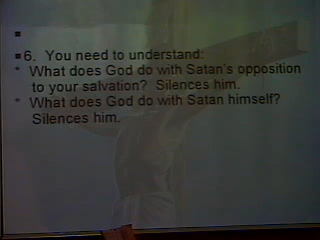 6. You need to understand:
* What does God do with Satan's opposition
to your salvation? Silences him.
* What does God do with Satan himself?
Silences him.